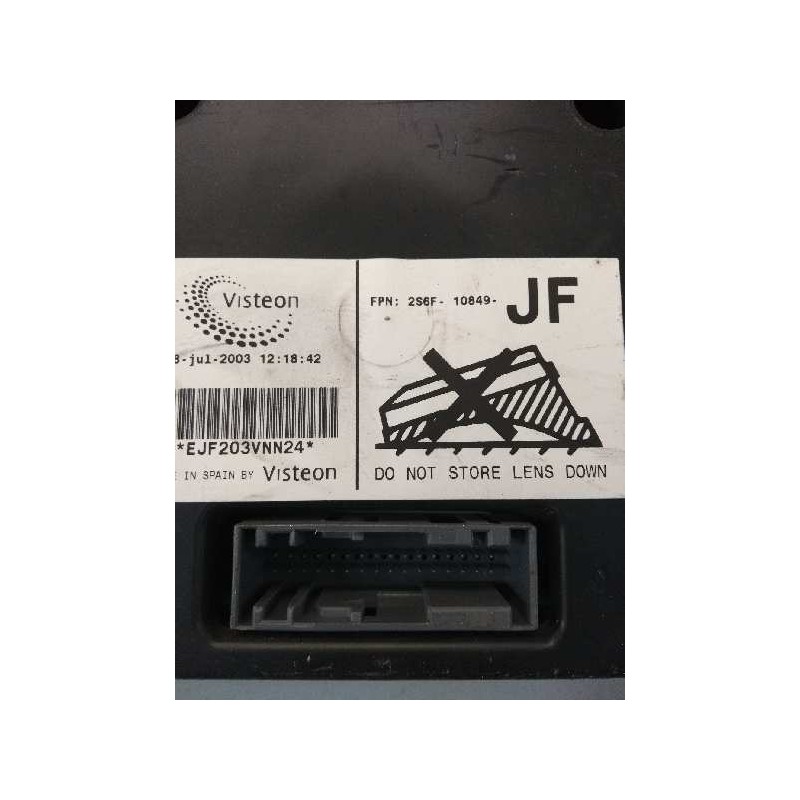 Visteon
8-jul-2003 12:18:42
*EJF203VNN24*
IN SPAIN BY Visteon
FPN: 2S6F- 10849- JF
DO NOT STORE LENS DOWN